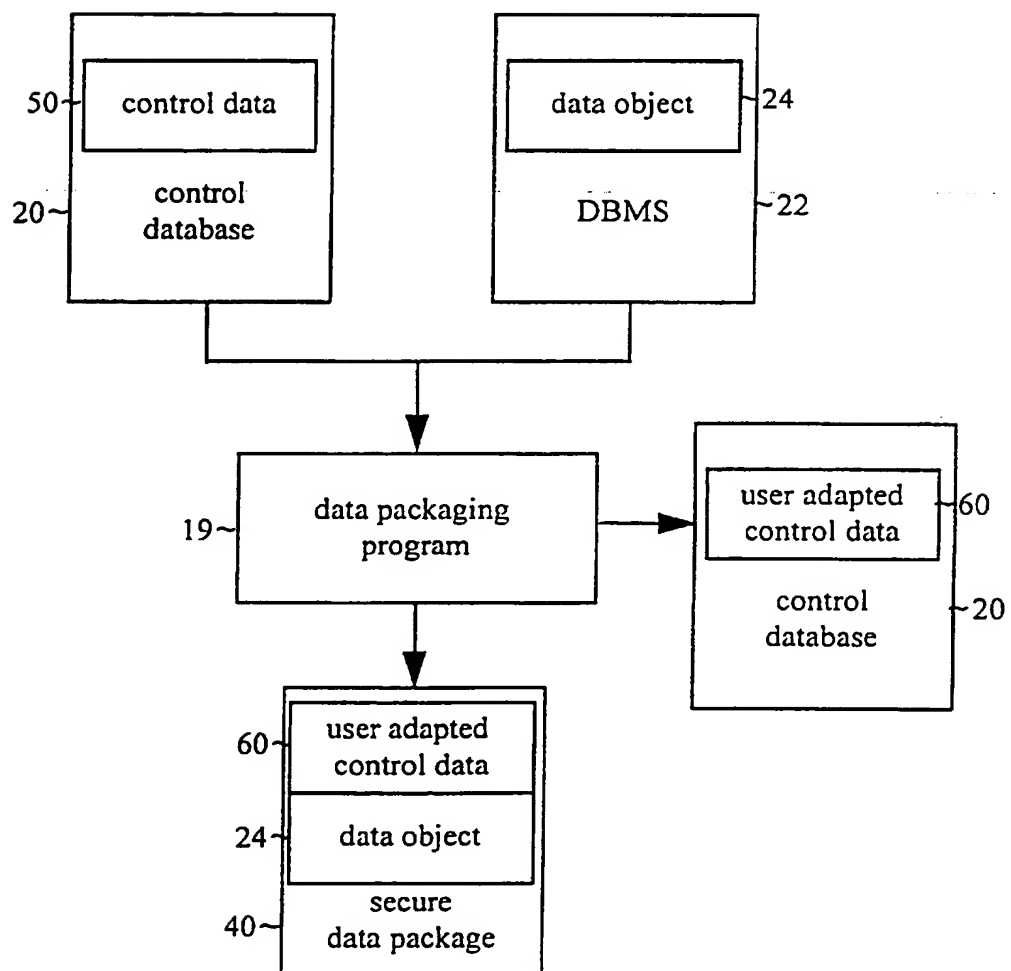 50 control data
data object 24
20 control
database
DBMS 22
19 data packaging
program
user adapted 60
control data
control 20
database
60 user adapted
control data
24 data object
secure
40 data package